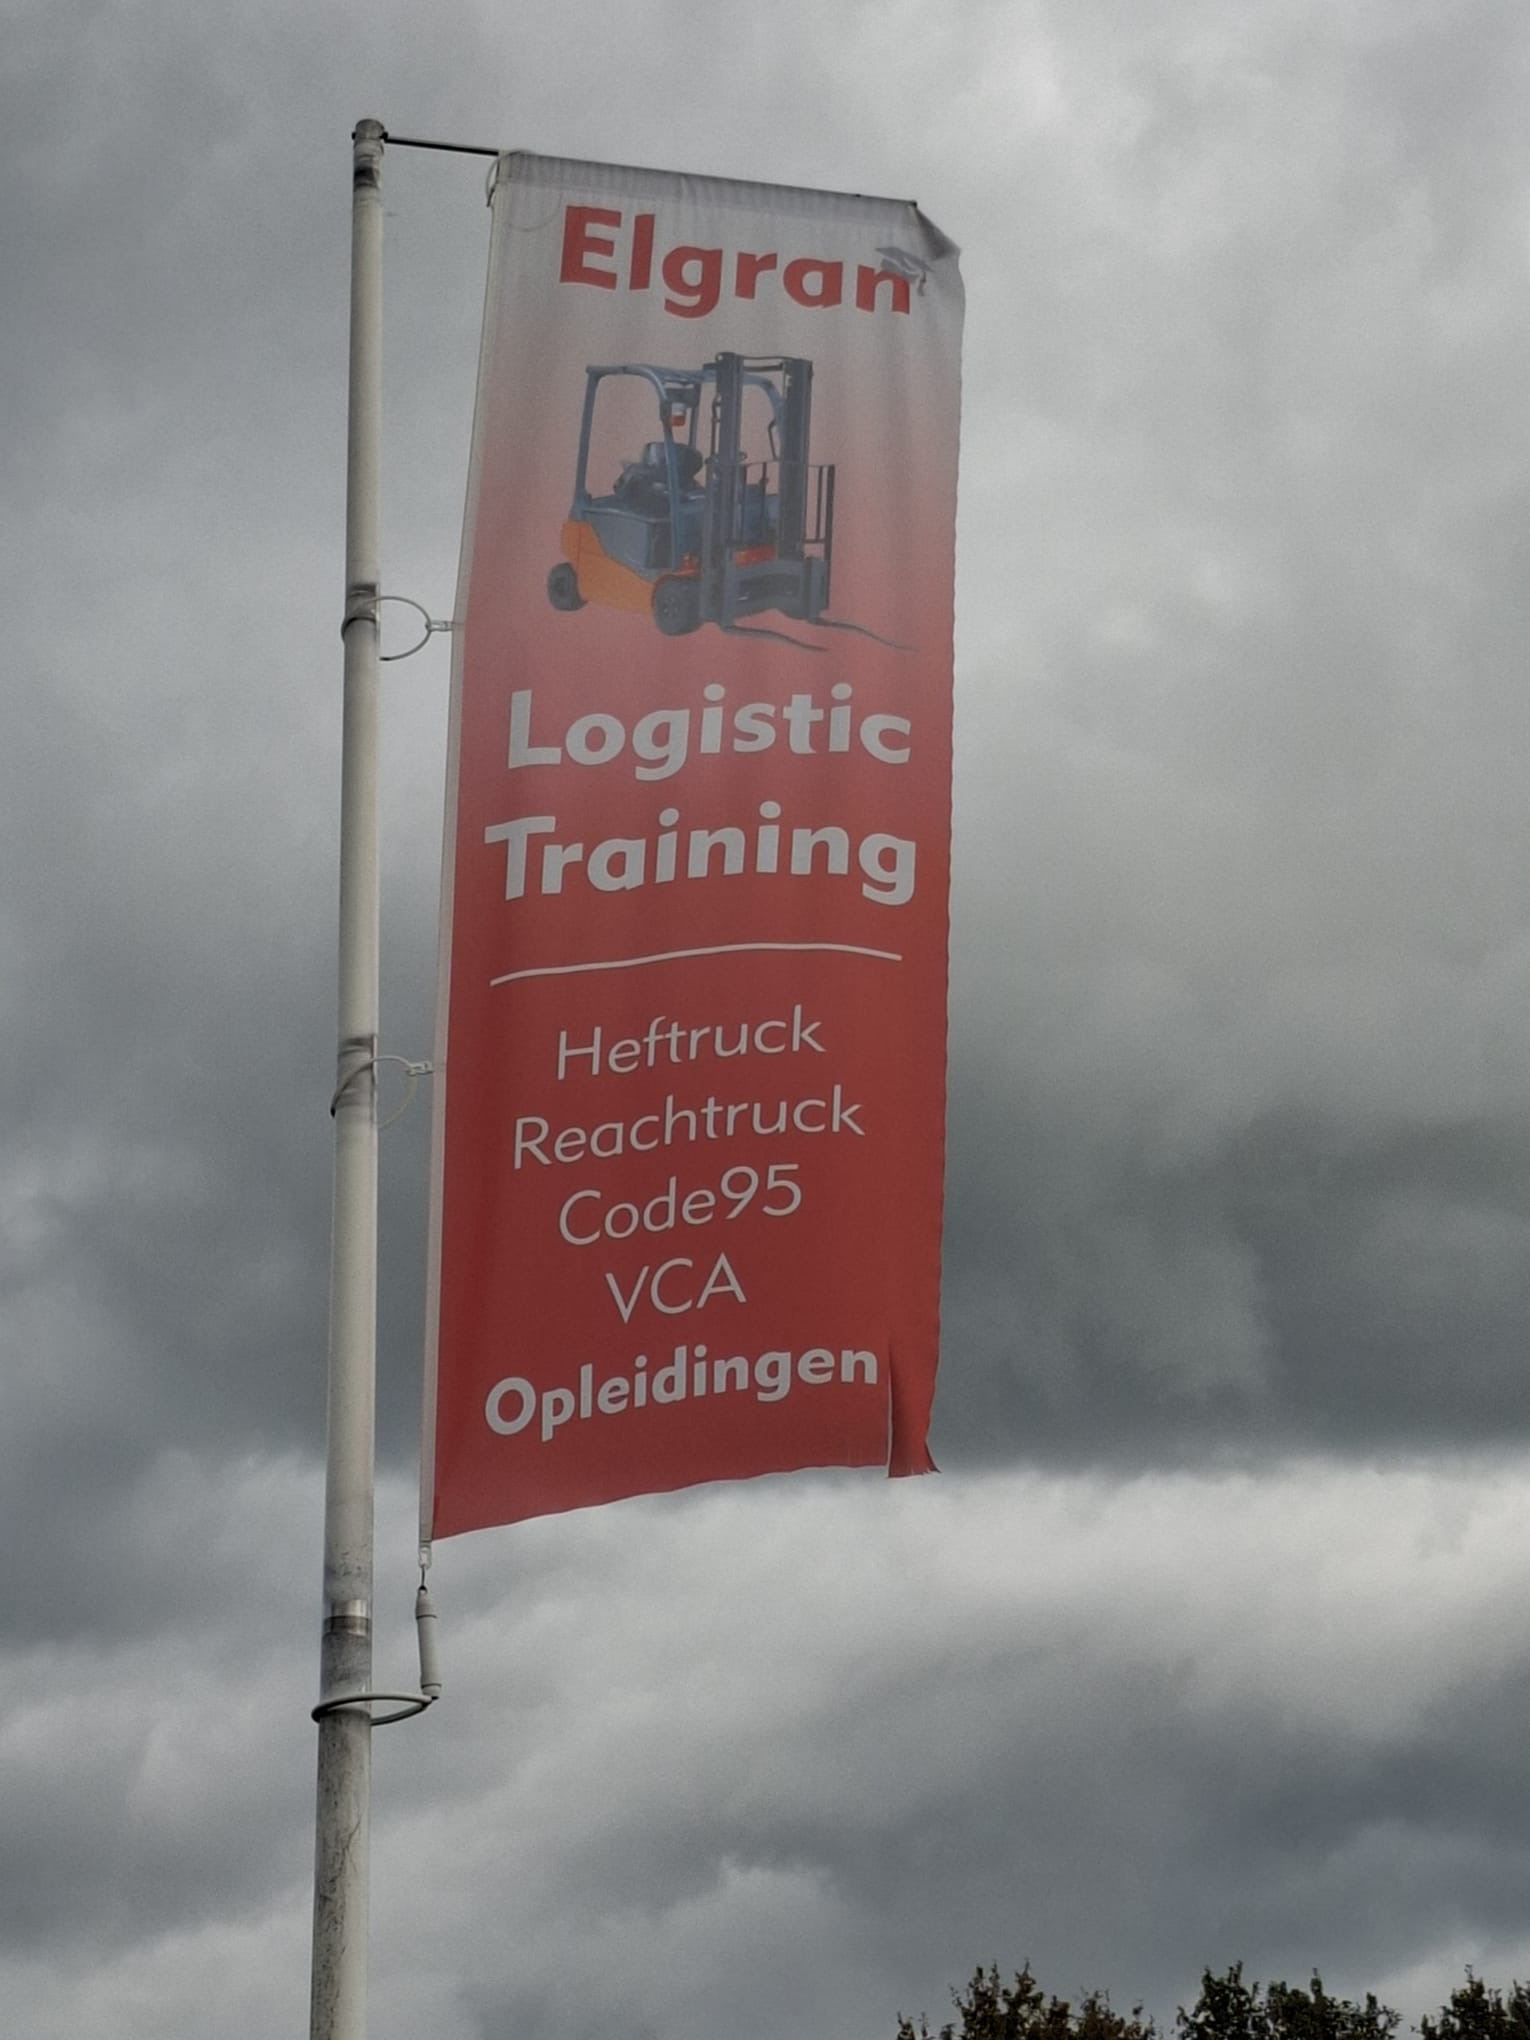 Elgran
Logistic
Training
Heftruck
Reachtruck
Code95
VCA
Opleidingen